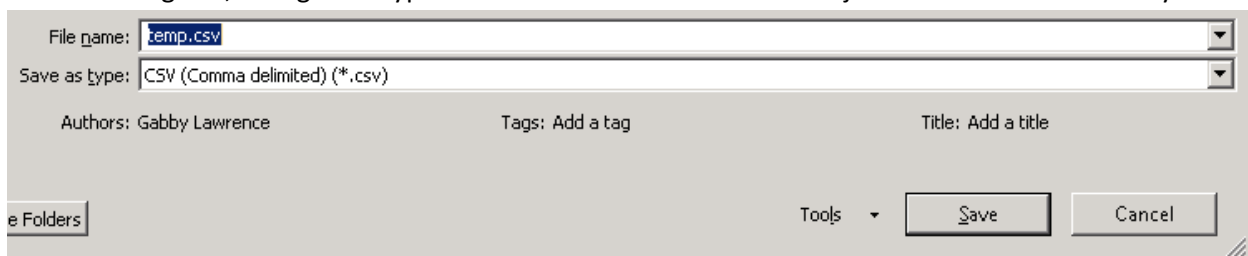 File name: temp.csv
Save as type: CSV (Comma delimited) (*.csv)
Authors: Gabby Lawrence Tags: Add a tag Title: Add a title
e Folders Tools Save Cancel